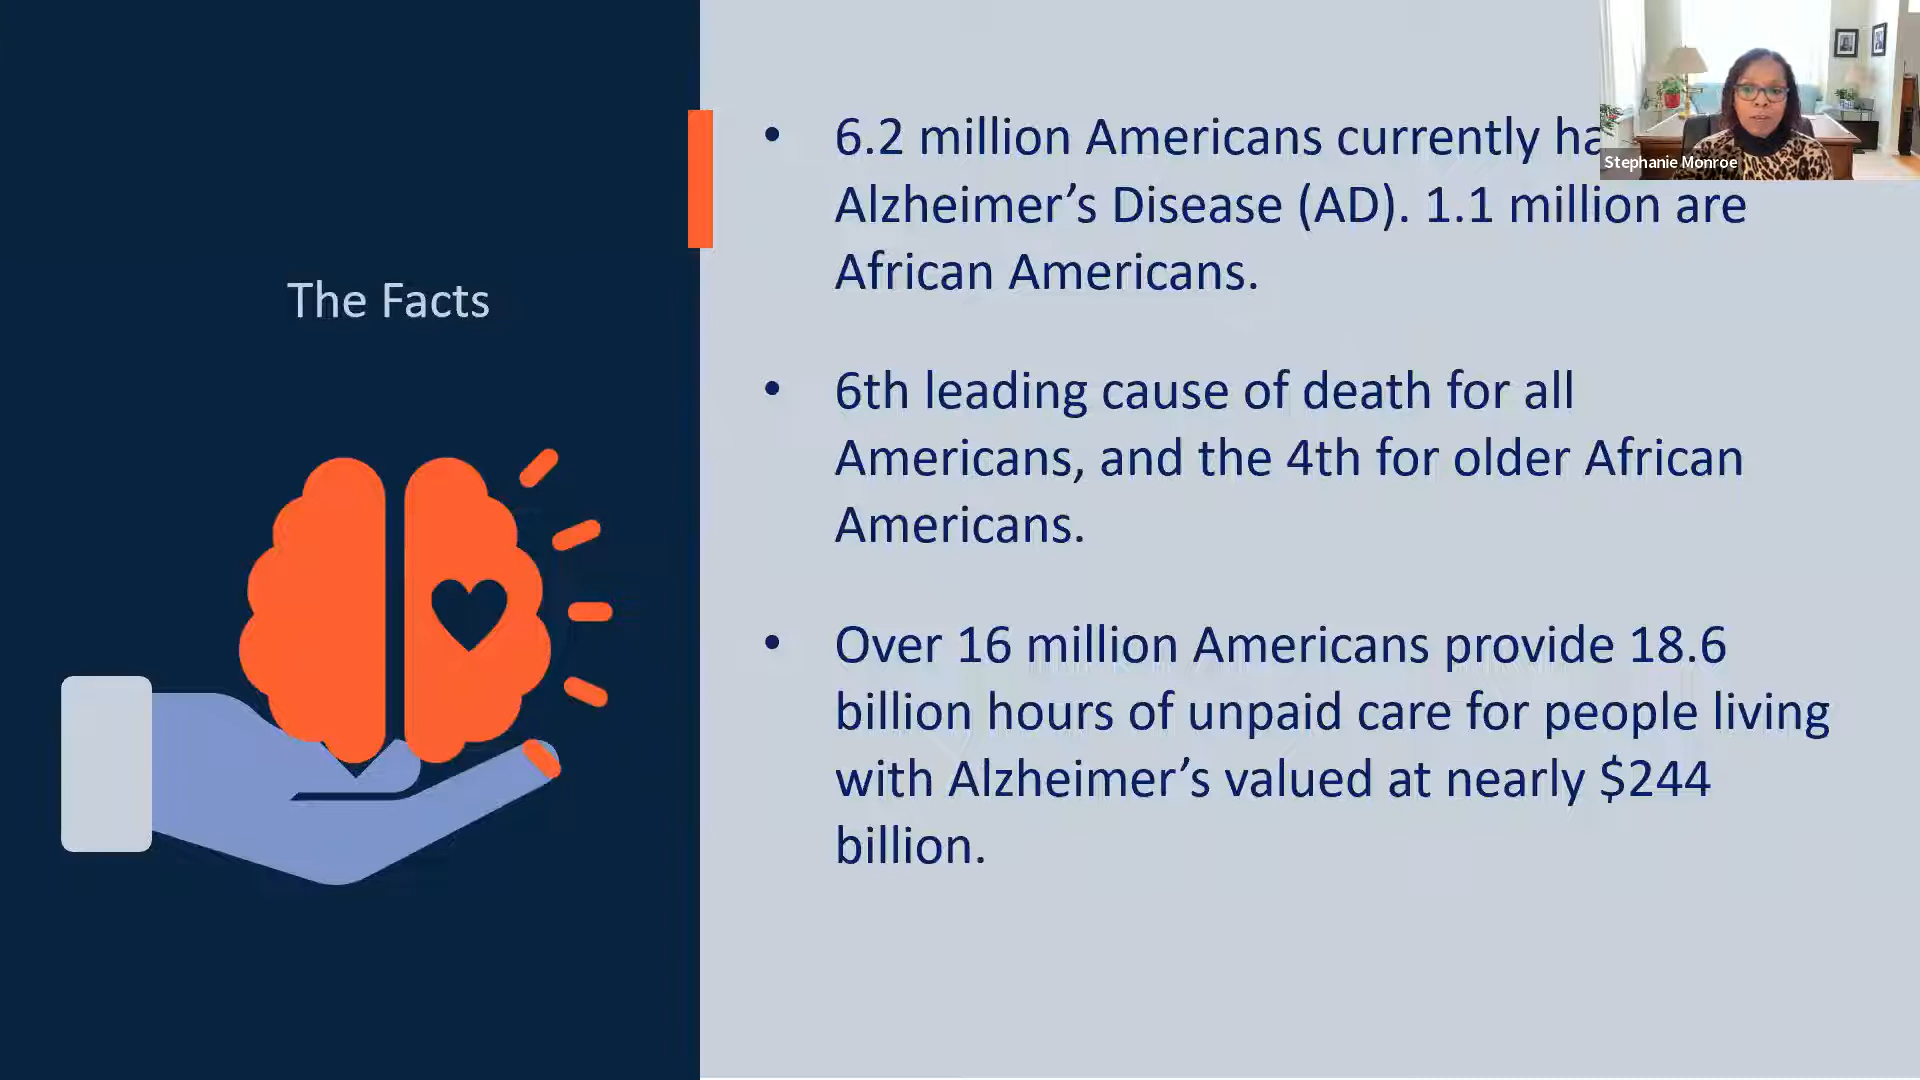 The Facts
• 6.2 million Americans currently
Alzheimer’s Disease (AD). 1.1 million are
African Americans.
• 6th leading cause of death for all
Americans, and the 4th for older African
Americans.
• Over 16 million Americans provide 18.6
billion hours of unpaid care for people living
with Alzheimer’s valued at nearly $244
billion.
Stephanie Monroe